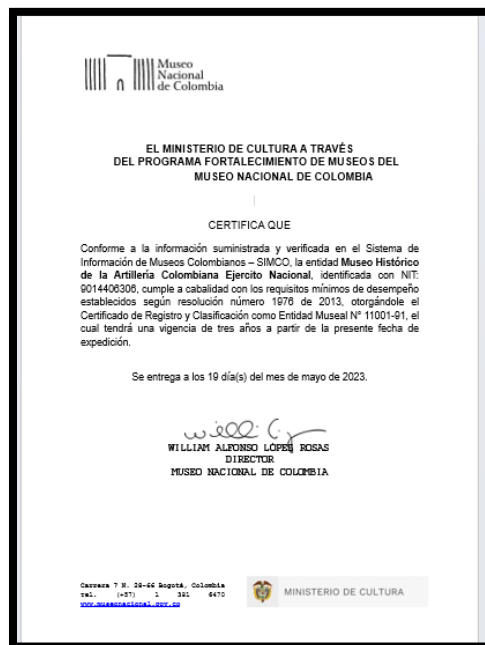 Museo
Nacional
de Colombia
EL MINISTERIO DE CULTURA A TRAVÉS
DEL PROGRAMA FORTALECIMIENTO DE MUSEOS DEL
MUSEO NACIONAL DE COLOMBIA
CERTIFICA QUE
Conforme a la información suministrada y verificada en el Sistema de
Información de Museos Colombianos – SIMCO, la entidad Museo Histórico
de la Artillería Colombiana Ejercito Nacional, identificada con NIT:
9014406306, cumple a cabalidad con los requisitos mínimos de desempeño
establecidos según resolución número 1976 de 2013, otorgándole el
Certificado de Registro y Clasificación como Entidad Museal N° 11001-91, el
cual tendrá una vigencia de tres años a partir de la presente fecha de
expedición.
Se entrega a los 19 día(s) del mes de mayo de 2023.
WILLIAM ALFONSO LÓPEZ ROSAS
DIRECTOR
MUSEO NACIONAL DE COLOMBIA
Carrera 7 N. 28-66 Bogotá, Colombia
Tel. (+57) 1 381 6470
www.museonacional.gov.co
MINISTERIO DE CULTURA